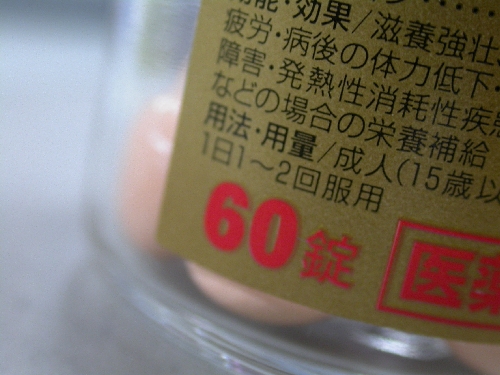 効果/滋養強壮
疲労・病後の体力低下
障害・発熱性消耗性疾
などの場合の栄養補給
用法・用量/成人(15歳以
1日1～2回服用
60錠
医薬